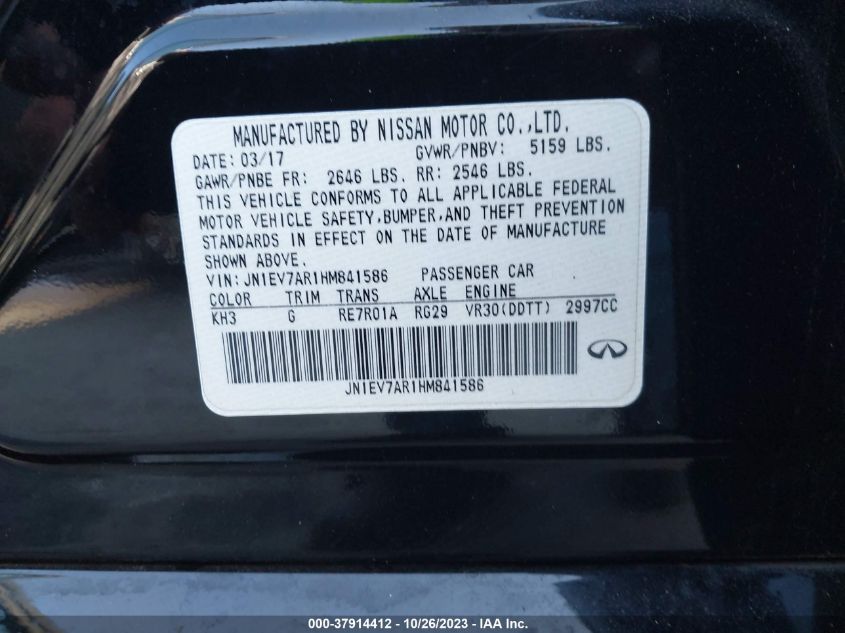 MANUFACTURED BY NISSAN MOTOR CO.,LTD.
DATE: 03/17 GVWR/PNBV: 5159 LBS.
GAWR/PNBE FR: 2646 LBS. RR: 2546 LBS.
THIS VEHICLE CONFORMS TO ALL APPLICABLE FEDERAL
MOTOR VEHICLE SAFETY,BUMPER,AND THEFT PREVENTION
STANDARDS IN EFFECT ON THE DATE OF MANUFACTURE
SHOWN ABOVE.
VIN: JN1EV7AR1HM841586 PASSENGER CAR
COLOR TRIM TRANS AXLE ENGINE
KH3 G RE7R01A RG29 VR30(DDTT) 2997CC
JN1EV7AR1HM841586
000-37914412 - 10/26/2023 - IAA Inc.